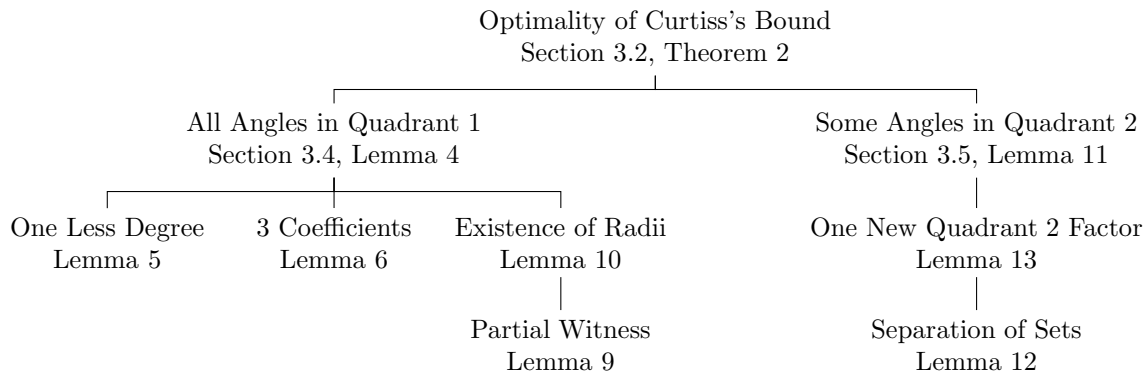 Optimality of Curtiss's Bound
Section 3.2, Theorem 2
All Angles in Quadrant 1
Section 3.4, Lemma 4
Some Angles in Quadrant 2
Section 3.5, Lemma 11
One Less Degree
Lemma 5
3 Coefficients
Lemma 6
Existence of Radii
Lemma 10
One New Quadrant 2 Factor
Lemma 13
Partial Witness
Lemma 9
Separation of Sets
Lemma 12